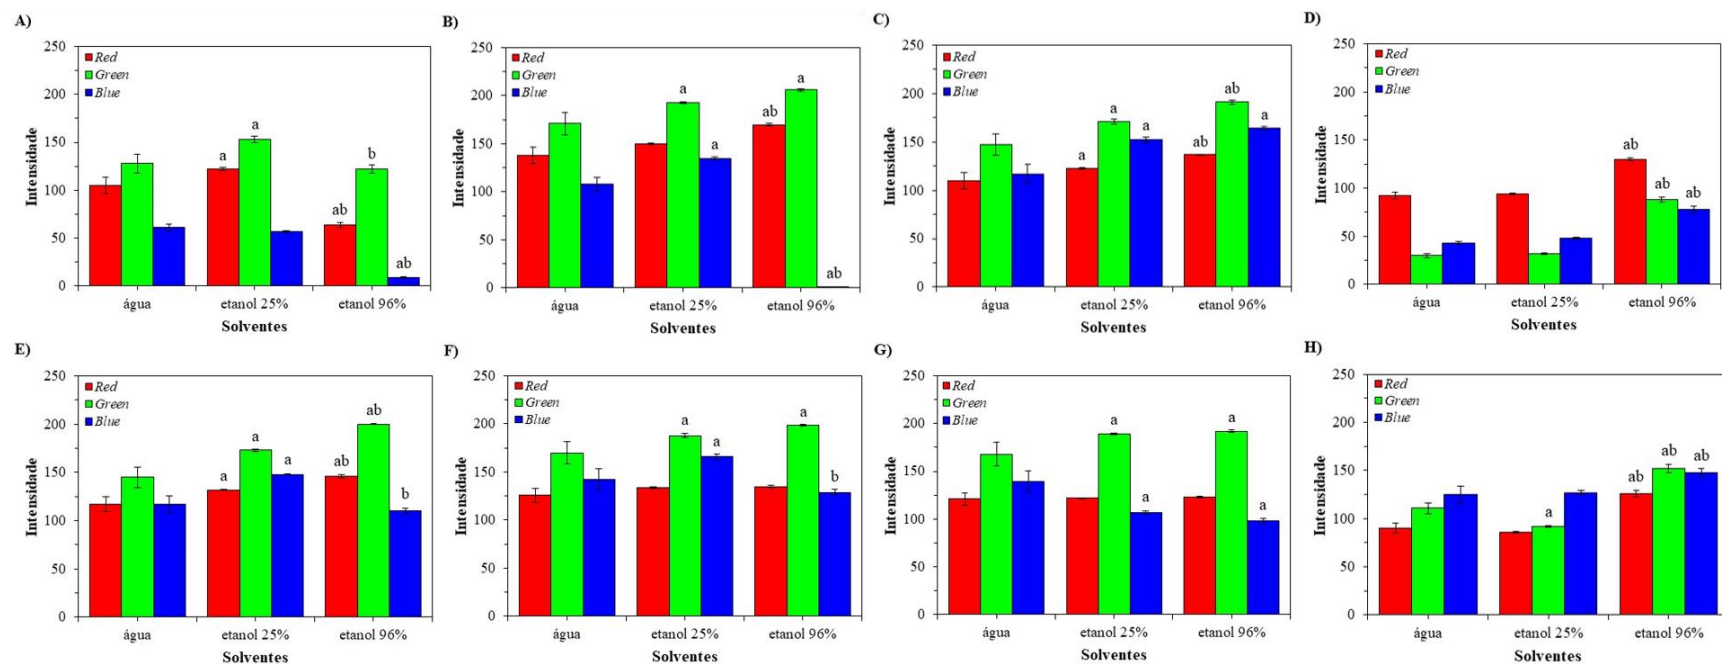 A)
250
200
150
100
50
0
Intensidade
Red
Green
Blue
a
a
b
ab
ab
água
etanol 25%
etanol 96%
Solventes
B)
250
200
150
100
50
0
Intensidade
Red
Green
Blue
a
a
a
ab
ab
água
etanol 25%
etanol 96%
Solventes
C)
250
200
150
100
50
0
Intensidade
Red
Green
Blue
a
a
a
ab
ab
a
água
etanol 25%
etanol 96%
Solventes
D)
250
200
150
100
50
0
Intensidade
Red
Green
Blue
ab
ab
ab
água
etanol 25%
etanol 96%
Solventes
E)
250
200
150
100
50
0
Intensidade
Red
Green
Blue
a
a
a
ab
ab
b
água
etanol 25%
etanol 96%
Solventes
F)
250
200
150
100
50
0
Intensidade
Red
Green
Blue
a
a
a
b
água
etanol 25%
etanol 96%
Solventes
G)
250
200
150
100
50
0
Intensidade
Red
Green
Blue
a
a
a
a
água
etanol 25%
etanol 96%
Solventes
H)
250
200
150
100
50
0
Intensidade
Red
Green
Blue
a
ab
ab
ab
água
etanol 25%
etanol 96%
Solventes